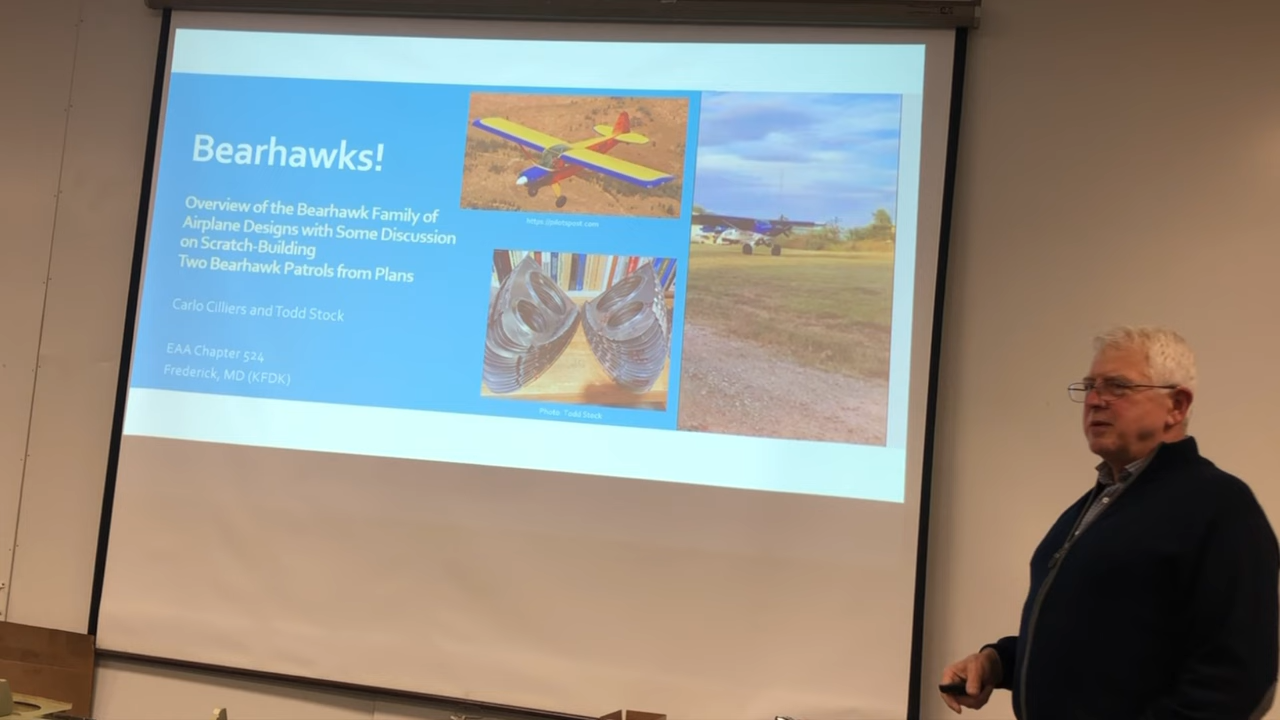 Bearhawks!
Overview of the Bearhawk Family of
Airplane Designs with Some Discussion
on Scratch-Building
Two Bearhawk Patrols from Plans
Carlo Cilliers and Todd Stock
EAA Chapter 524
Frederick, MD (KFDK)
Photo: Todd Stock